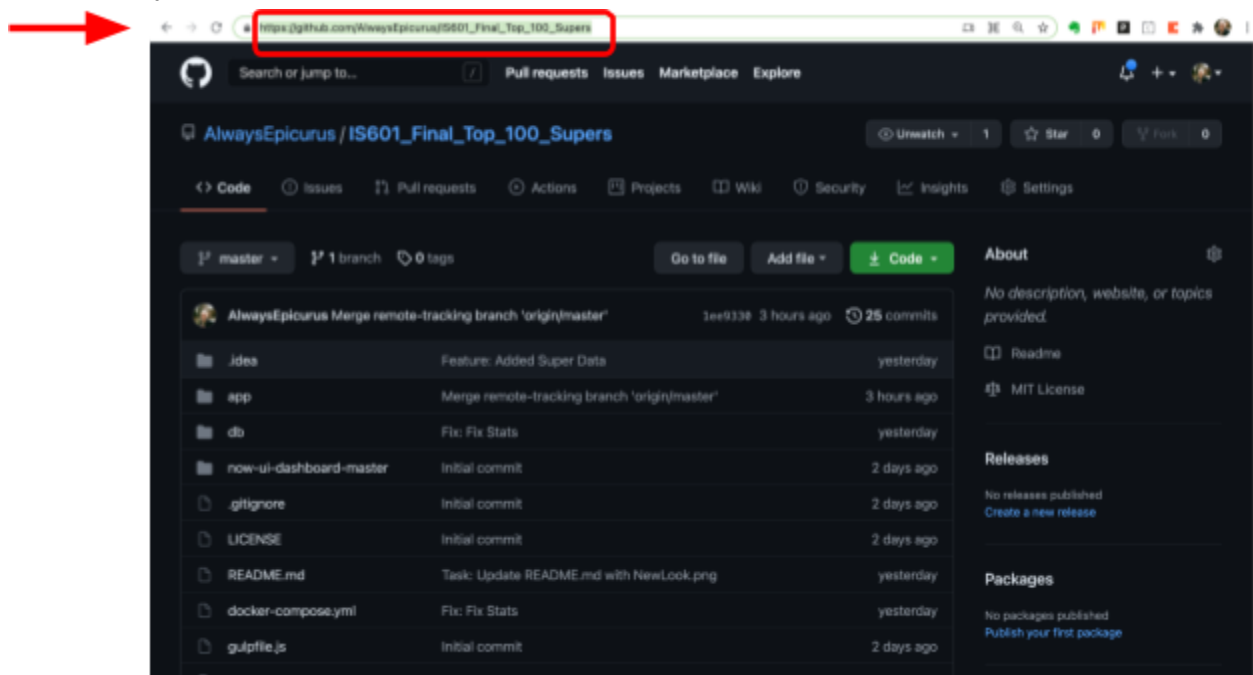 https://github.com/AlwaysEpicurus/IS601_Final_Top_100_Supers
Search or jump to... / Pull requests Issues Marketplace Explore
AlwaysEpicurus / IS601_Final_Top_100_Supers Unwatch 1 Star 0 Fork 0
Code Issues Pull requests Actions Projects Wiki Security Insights Settings
master 1 branch 0 tags Go to file Add file Code
AlwaysEpicurus Merge remote-tracking branch 'origin/master' 1ee9330 3 hours ago 25 commits
.idea Feature: Added Super Data yesterday
app Merge remote-tracking branch 'origin/master' 3 hours ago
db Fix: Fix Stats yesterday
now-ui-dashboard-master Initial commit 2 days ago
.gitignore Initial commit 2 days ago
LICENSE Initial commit 2 days ago
README.md Task: Update README.md with NewLook.png yesterday
docker-compose.yml Fix: Fix Stats yesterday
gulpfile.js Initial commit 2 days ago
About
No description, website, or topics
provided.
Readme
MIT License
Releases
No releases published
Create a new release
Packages
No packages published
Publish your first package